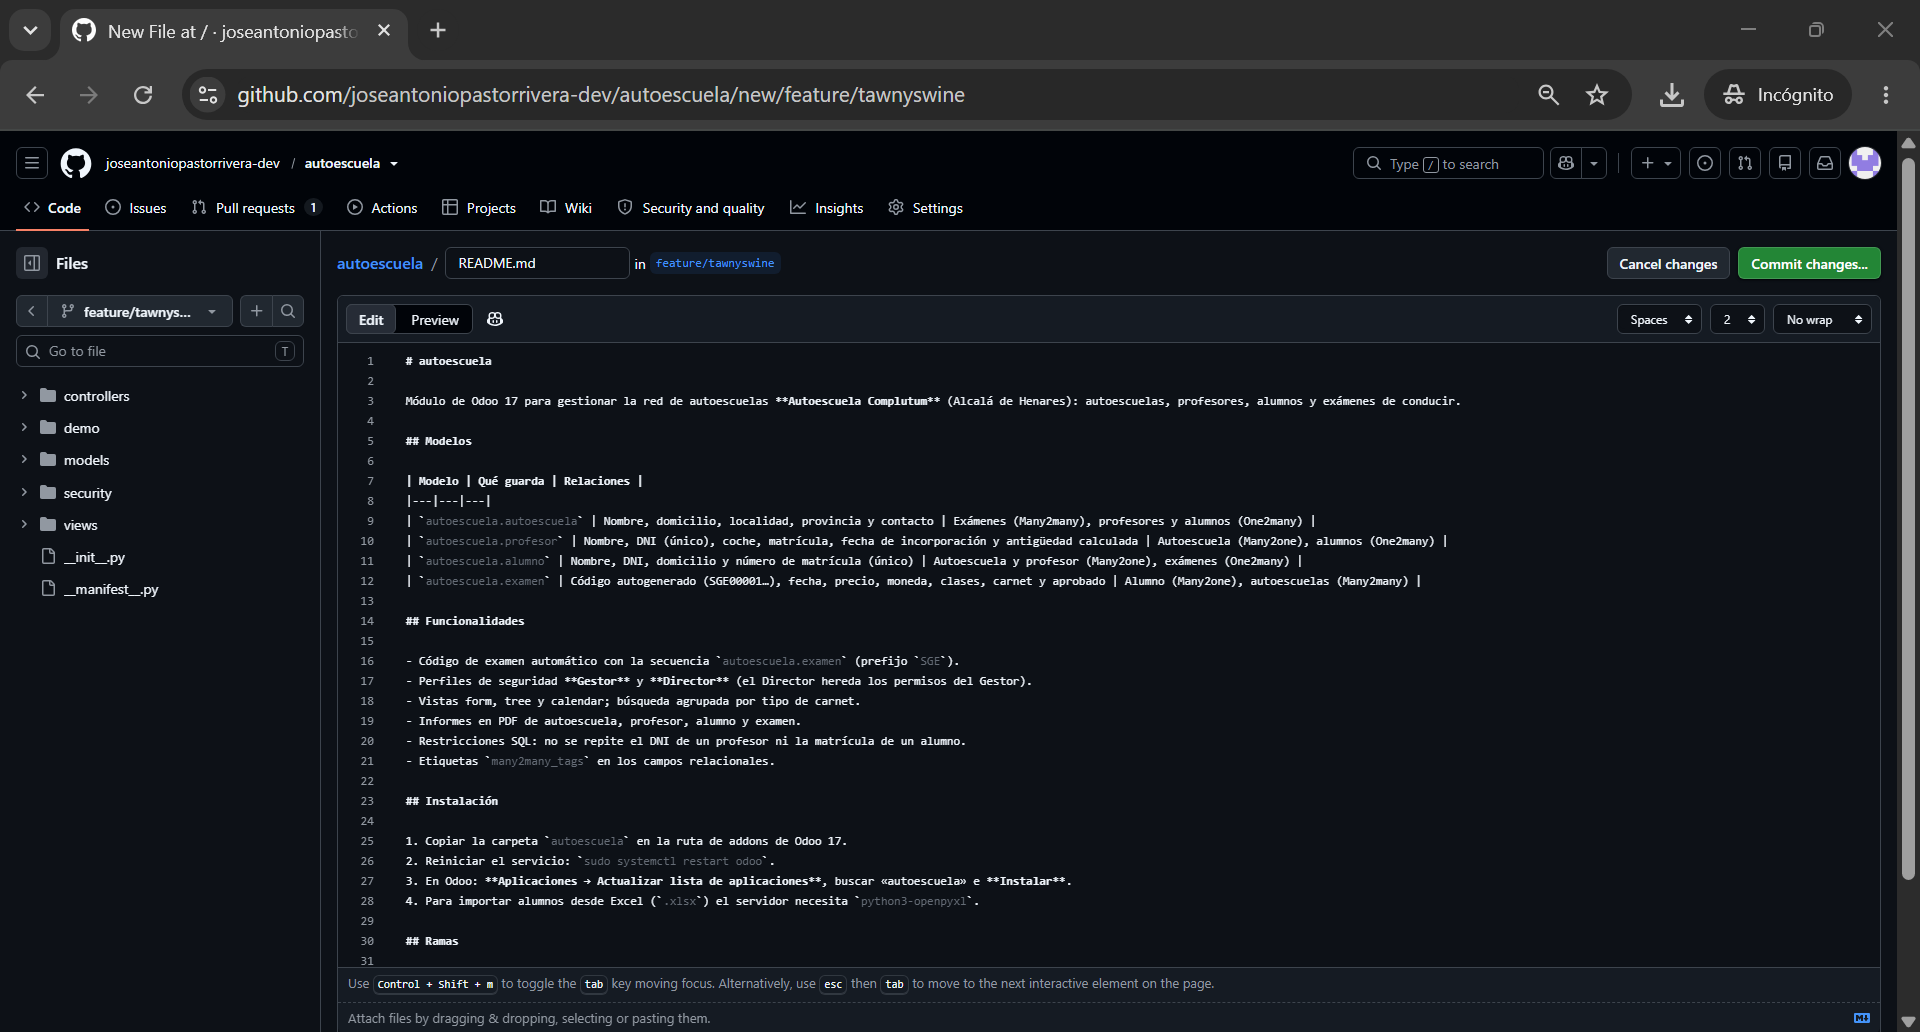 New File at / · joseantoniopasto
github.com/joseantoniopastorrivera-dev/autoescuela/new/feature/tawnyswine
Incógnito
joseantoniopastorrivera-dev / autoescuela
Type / to search
Code
Issues
Pull requests 1
Actions
Projects
Wiki
Security and quality
Insights
Settings
Files
feature/tawnys...
Go to file
T
controllers
demo
models
security
views
__init__.py
__manifest__.py
autoescuela / README.md in feature/tawnyswine
Cancel changes
Commit changes...
Edit
Preview
Spaces
2
No wrap
1 # autoescuela
2
3 Módulo de Odoo 17 para gestionar la red de autoescuelas **Autoescuela Complutum** (Alcalá de Henares): autoescuelas, profesores, alumnos y exámenes de conducir.
4
5 ## Modelos
6
7 | Modelo | Qué guarda | Relaciones |
8 |---|---|---|
9 | `autoescuela.autoescuela` | Nombre, domicilio, localidad, provincia y contacto | Exámenes (Many2many), profesores y alumnos (One2many) |
10 | `autoescuela.profesor` | Nombre, DNI (único), coche, matrícula, fecha de incorporación y antigüedad calculada | Autoescuela (Many2one), alumnos (One2many) |
11 | `autoescuela.alumno` | Nombre, DNI, domicilio y número de matrícula (único) | Autoescuela y profesor (Many2one), exámenes (One2many) |
12 | `autoescuela.examen` | Código autogenerado (SGE00001…), fecha, precio, moneda, clases, carnet y aprobado | Alumno (Many2one), autoescuelas (Many2many) |
13
14 ## Funcionalidades
15
16 - Código de examen automático con la secuencia `autoescuela.examen` (prefijo `SGE`).
17 - Perfiles de seguridad **Gestor** y **Director** (el Director hereda los permisos del Gestor).
18 - Vistas form, tree y calendar; búsqueda agrupada por tipo de carnet.
19 - Informes en PDF de autoescuela, profesor, alumno y examen.
20 - Restricciones SQL: no se repite el DNI de un profesor ni la matrícula de un alumno.
21 - Etiquetas `many2many_tags` en los campos relacionales.
22
23 ## Instalación
24
25 1. Copiar la carpeta `autoescuela` en la ruta de addons de Odoo 17.
26 2. Reiniciar el servicio: `sudo systemctl restart odoo`.
27 3. En Odoo: **Aplicaciones → Actualizar lista de aplicaciones**, buscar «autoescuela» e **Instalar**.
28 4. Para importar alumnos desde Excel (`.xlsx`) el servidor necesita `python3-openpyxl`.
29
30 ## Ramas
31
Use Control + Shift + m to toggle the tab key moving focus. Alternatively, use esc then tab to move to the next interactive element on the page.
Attach files by dragging & dropping, selecting or pasting them.